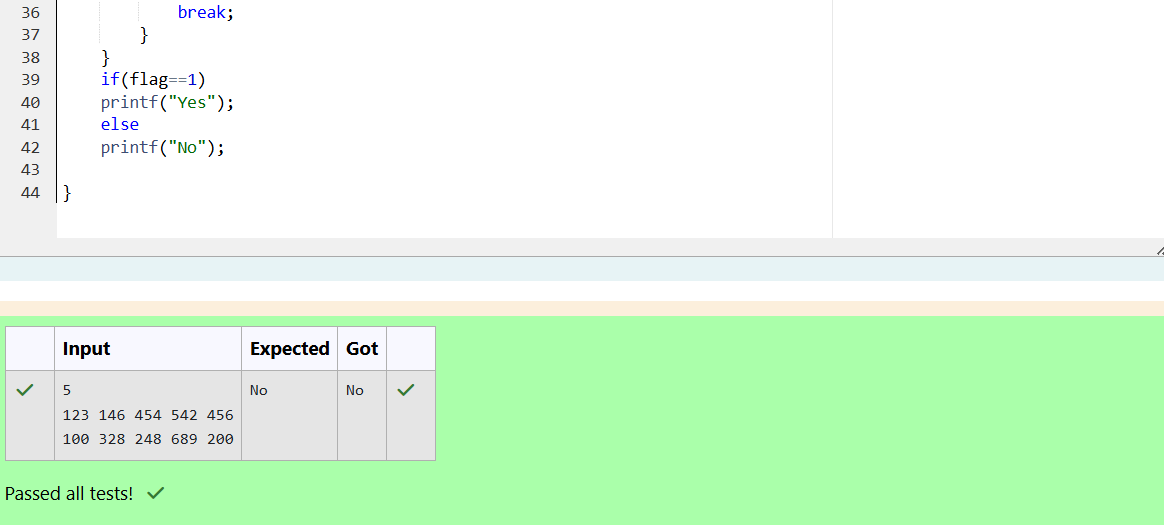 36 break;
37 }
38 }
39 if(flag==1)
40 printf("Yes");
41 else
42 printf("No");
43
44 }
Input Expected Got
5 No No
123 146 454 542 456
100 328 248 689 200
Passed all tests!